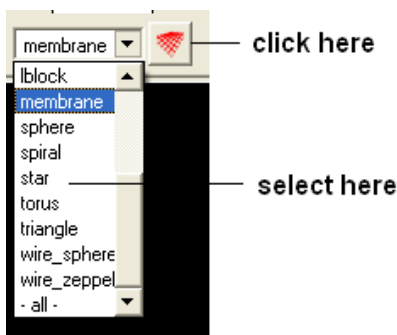 membrane
click here
lblock
membrane
sphere
spiral
star
select here
torus
triangle
wire_sphere
wire_zeppel
- all -